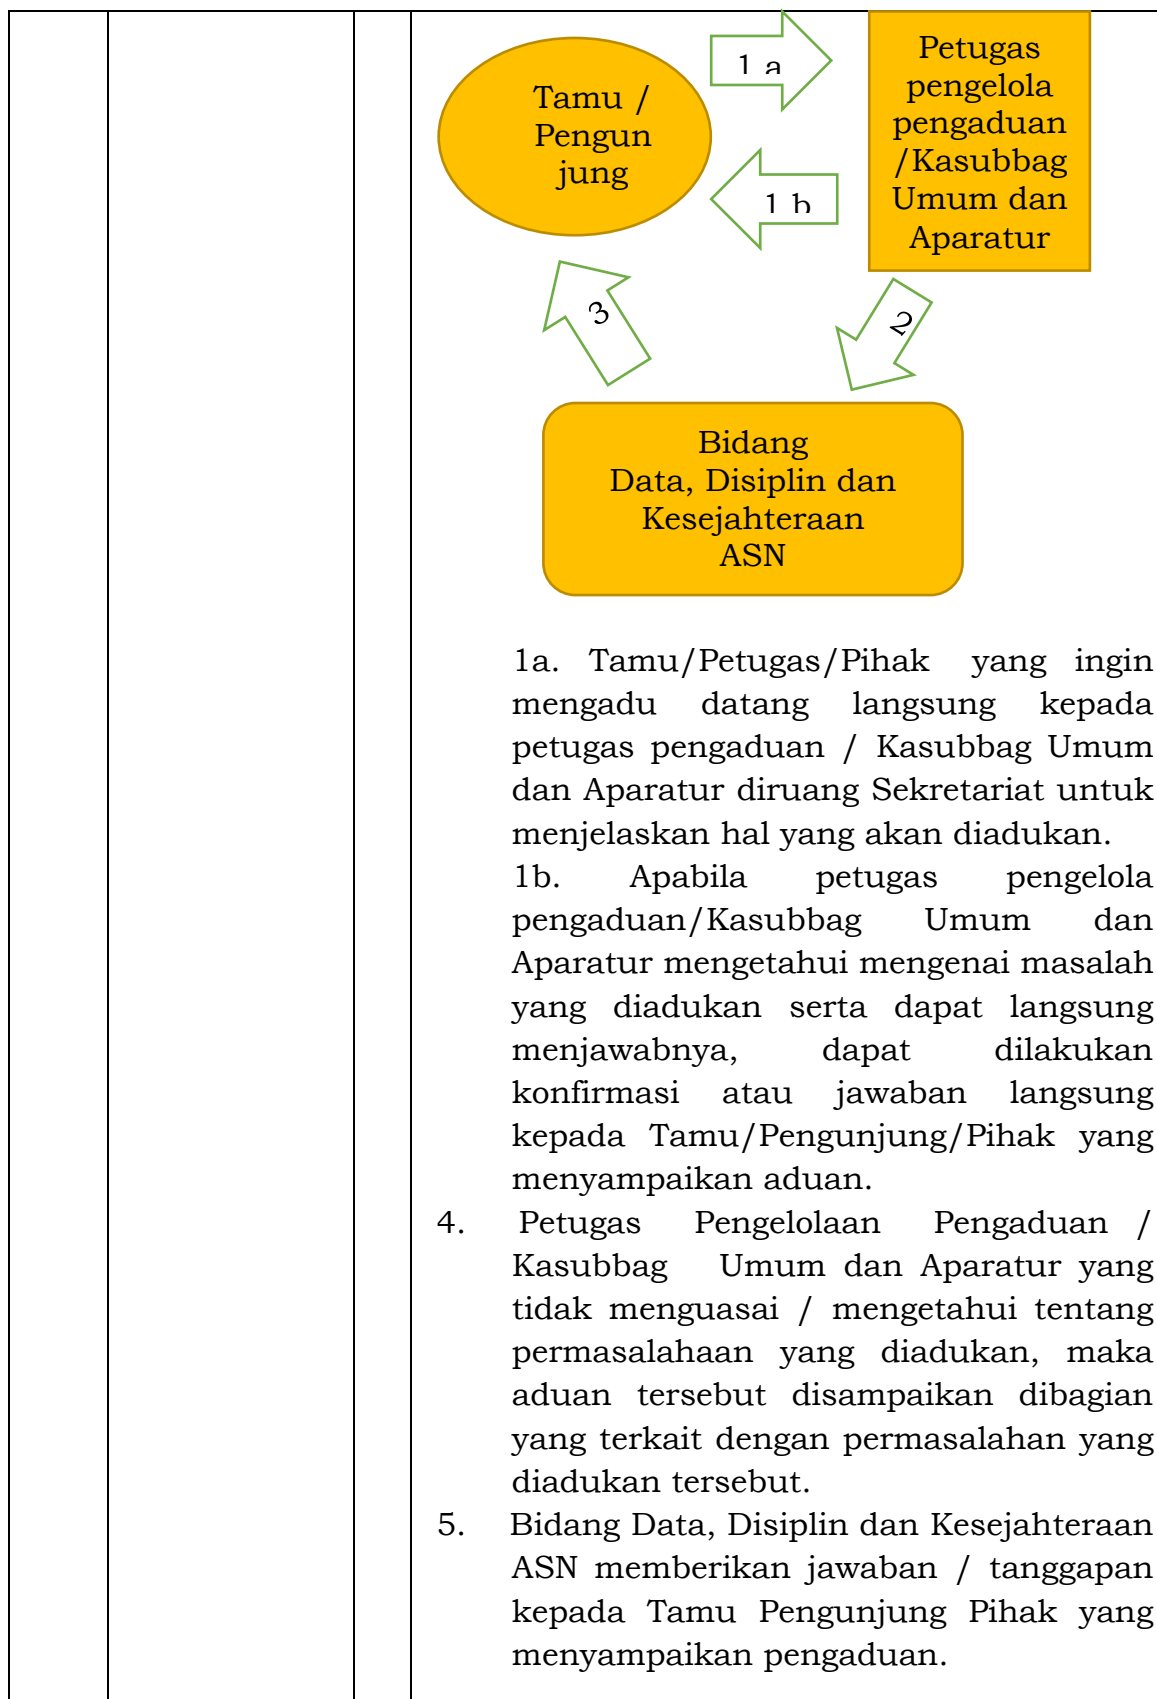 Tamu /
Pengun
jung
1 a
Petugas
pengelola
pengaduan
/Kasubbag
Umum dan
Aparatur
1 b
3
2
Bidang
Data, Disiplin dan
Kesejahteraan
ASN
1a. Tamu/Petugas/Pihak yang ingin
mengadu datang langsung kepada
petugas pengaduan / Kasubbag Umum
dan Aparatur diruang Sekretariat untuk
menjelaskan hal yang akan diadukan.
1b. Apabila petugas pengelola
pengaduan/Kasubbag Umum dan
Aparatur mengetahui mengenai masalah
yang diadukan serta dapat langsung
menjawabnya, dapat dilakukan
konfirmasi atau jawaban langsung
kepada Tamu/Pengunjung/Pihak yang
menyampaikan aduan.
4. Petugas Pengelolaan Pengaduan /
Kasubbag Umum dan Aparatur yang
tidak menguasai / mengetahui tentang
permasalahaan yang diadukan, maka
aduan tersebut disampaikan dibagian
yang terkait dengan permasalahan yang
diadukan tersebut.
5. Bidang Data, Disiplin dan Kesejahteraan
ASN memberikan jawaban / tanggapan
kepada Tamu Pengunjung Pihak yang
menyampaikan pengaduan.